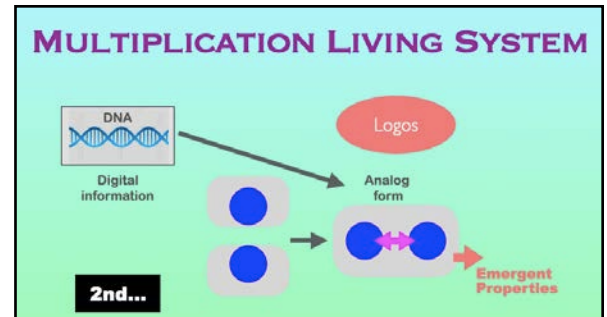 MULTIPLICATION LIVING SYSTEM
DNA
Logos
Digital
information
Analog
form
Emergent
Properties
2nd...